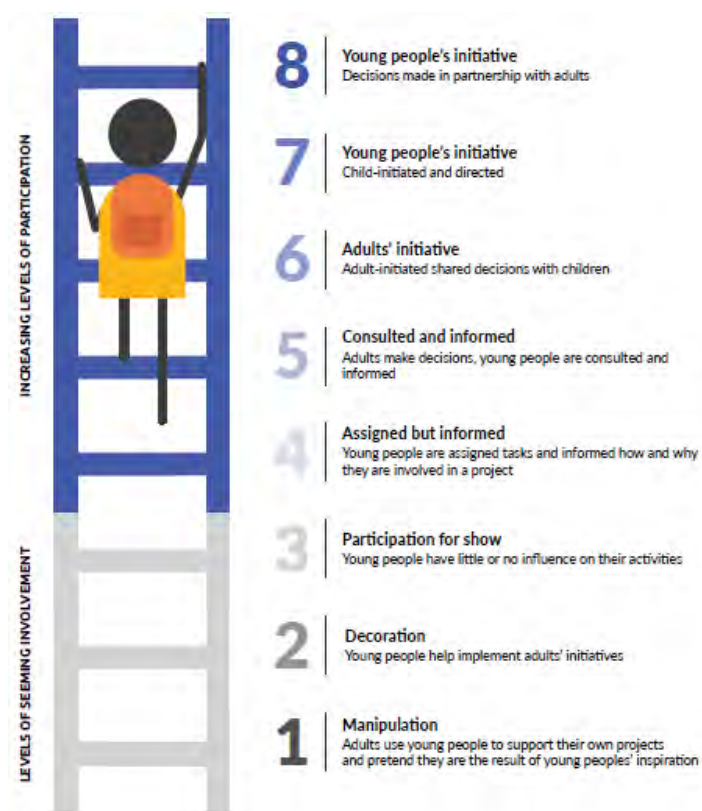 8
Young people's initiative
Decisions made in partnership with adults
7
Young people's initiative
Child-initiated and directed
6
Adults' initiative
Adult-initiated shared decisions with children
5
Consulted and informed
Adults make decisions, young people are consulted and
informed
4
Assigned but informed
Young people are assigned tasks and informed how and why
they are involved in a project
3
Participation for show
Young people have little or no influence on their activities
2
Decoration
Young people help implement adults' initiatives
1
Manipulation
Adults use young people to support their own projects
and pretend they are the result of young peoples' inspiration
INCREASING LEVELS OF PARTICIPATION
LEVELS OF SEEMING INVOLVEMENT